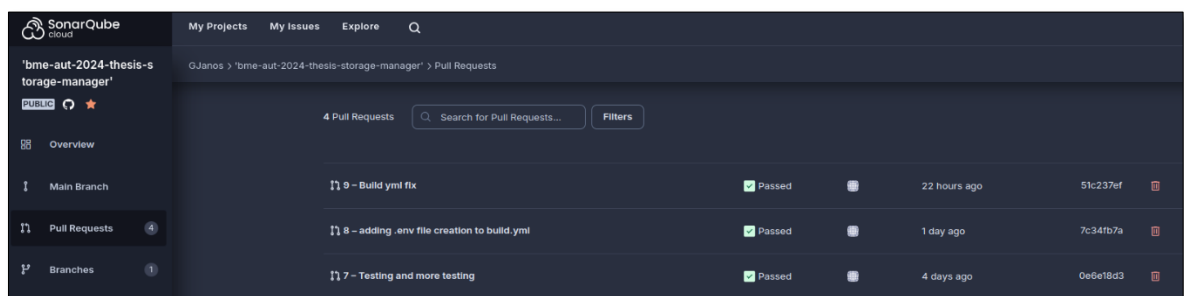 SonarQube
cloud
My Projects My Issues Explore
'bme-aut-2024-thesis-s
torage-manager'
PUBLIC
GJanos > 'bme-aut-2024-thesis-storage-manager' > Pull Requests
4 Pull Requests Search for Pull Requests... Filters
Overview
Main Branch
Pull Requests 4
Branches 1
9 – Build yml fix Passed 22 hours ago 51c237ef
8 – adding .env file creation to build.yml Passed 1 day ago 7c34fb7a
7 – Testing and more testing Passed 4 days ago 0e6e18d3